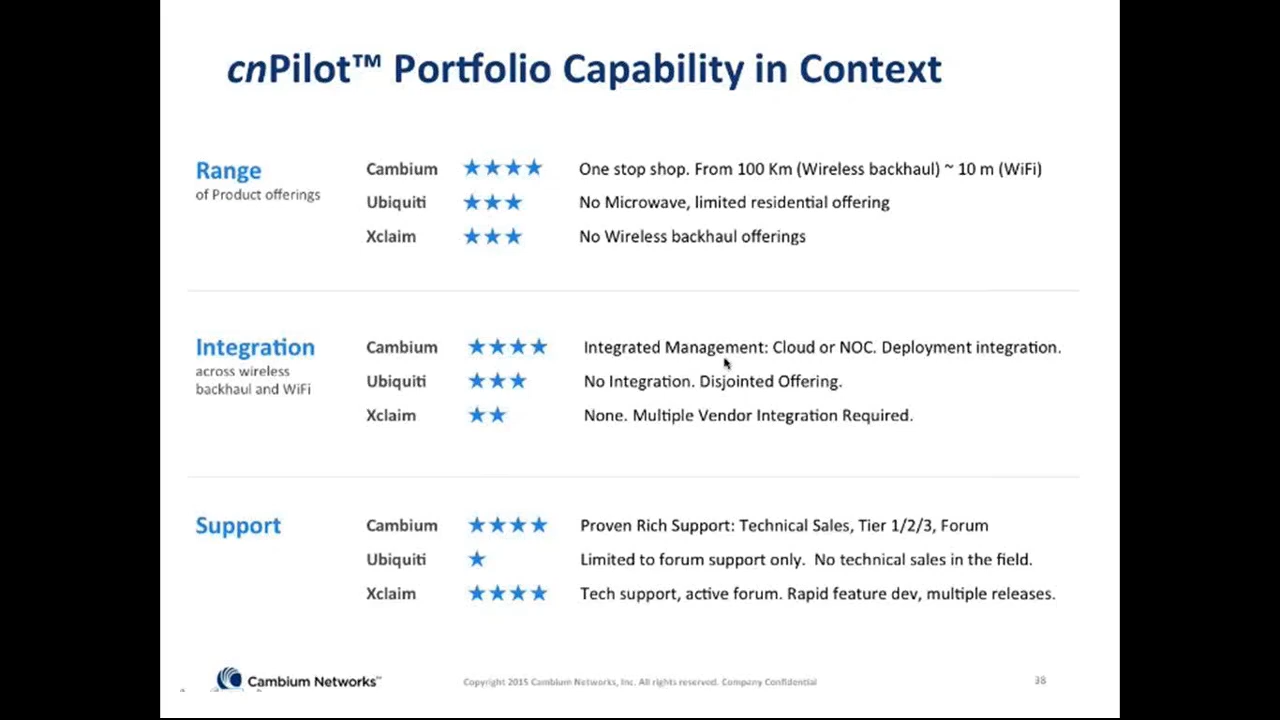 cnPilot™ Portfolio Capability in Context
Range
of Product offerings
Cambium ★★★★ One stop shop. From 100 Km (Wireless backhaul) ~ 10 m (WiFi)
Ubiquiti ★★★ No Microwave, limited residential offering
Xclaim ★★★ No Wireless backhaul offerings
Integration
across wireless
backhaul and WiFi
Cambium ★★★★ Integrated Management: Cloud or NOC. Deployment integration.
Ubiquiti ★★★ No Integration. Disjointed Offering.
Xclaim ★★ None. Multiple Vendor Integration Required.
Support
Cambium ★★★★ Proven Rich Support: Technical Sales, Tier 1/2/3, Forum
Ubiquiti ★ Limited to forum support only. No technical sales in the field.
Xclaim ★★★★ Tech support, active forum. Rapid feature dev, multiple releases.
Cambium Networks™
Copyright 2015 Cambium Networks, Inc. All rights reserved. Company Confidential
38